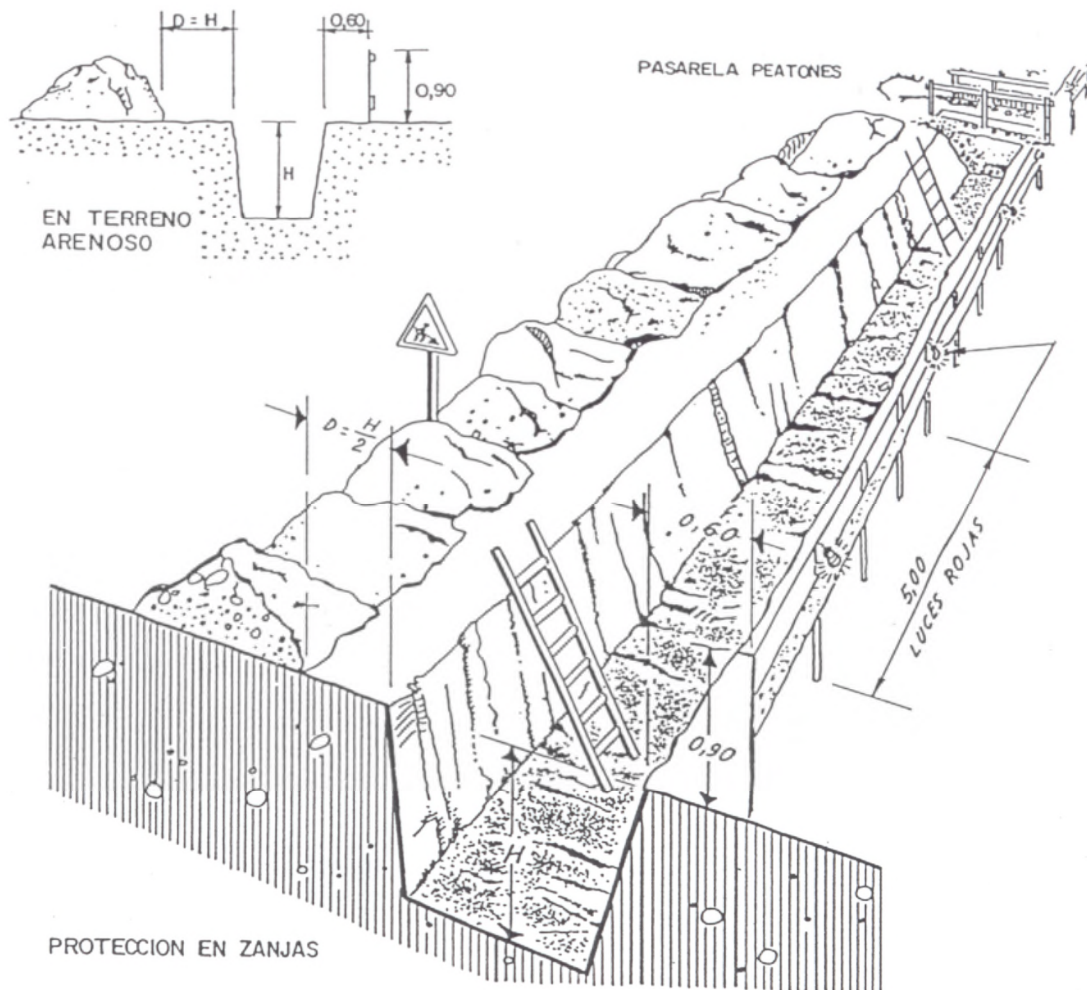 D = H
0,60
0,90
H
EN TERRENO
ARENOSO
PASARELA PEATONES
D = H/2
0,60
5,00
LUCES ROJAS
0,90
H
PROTECCION EN ZANJAS